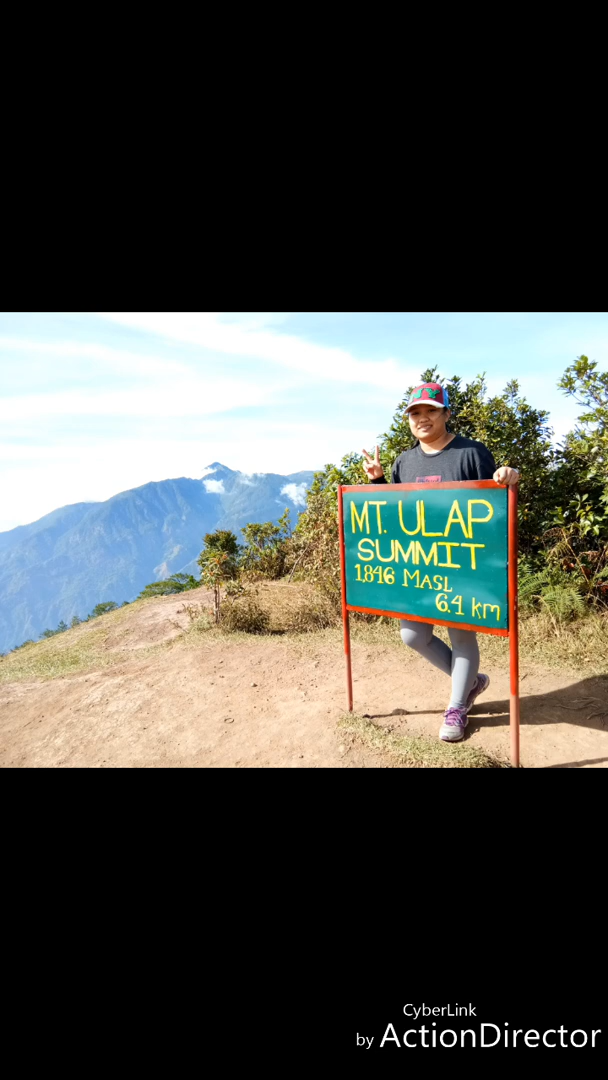 MT. ULAP
SUMMIT
1,846 MASL
6.4 km
CyberLink
by ActionDirector